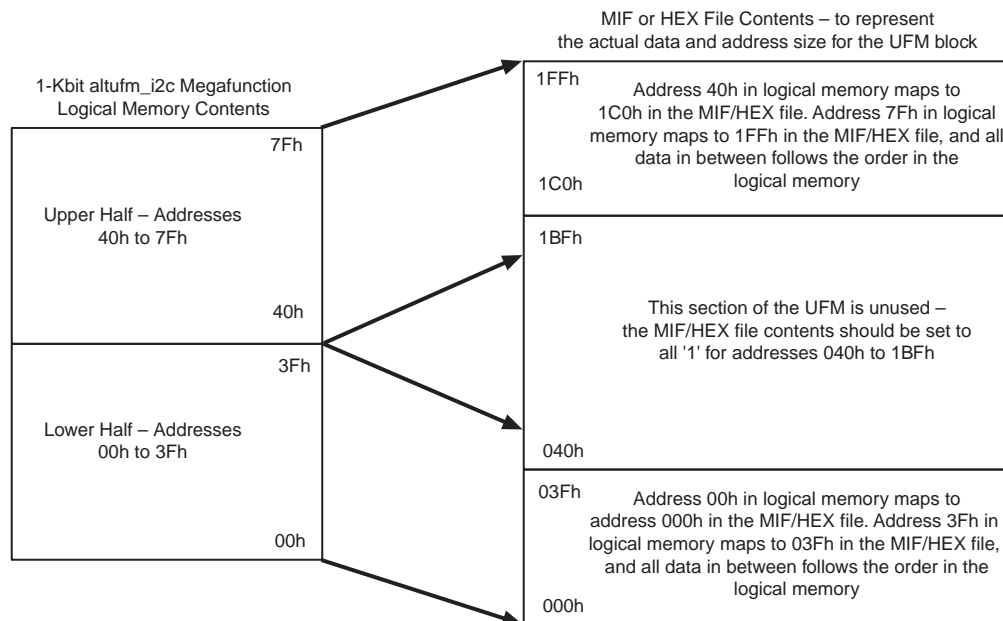 1-Kbit altufm_i2c Megafunction
Logical Memory Contents
7Fh
Upper Half – Addresses
40h to 7Fh
40h
3Fh
Lower Half – Addresses
00h to 3Fh
00h
MIF or HEX File Contents – to represent
the actual data and address size for the UFM block
1FFh
Address 40h in logical memory maps to
1C0h in the MIF/HEX file. Address 7Fh in logical
memory maps to 1FFh in the MIF/HEX file, and all
data in between follows the order in the
logical memory
1C0h
1BFh
This section of the UFM is unused –
the MIF/HEX file contents should be set to
all '1' for addresses 040h to 1BFh
040h
03Fh
Address 00h in logical memory maps to
address 000h in the MIF/HEX file. Address 3Fh in
logical memory maps to 03Fh in the MIF/HEX file,
and all data in between follows the order in the
logical memory
000h